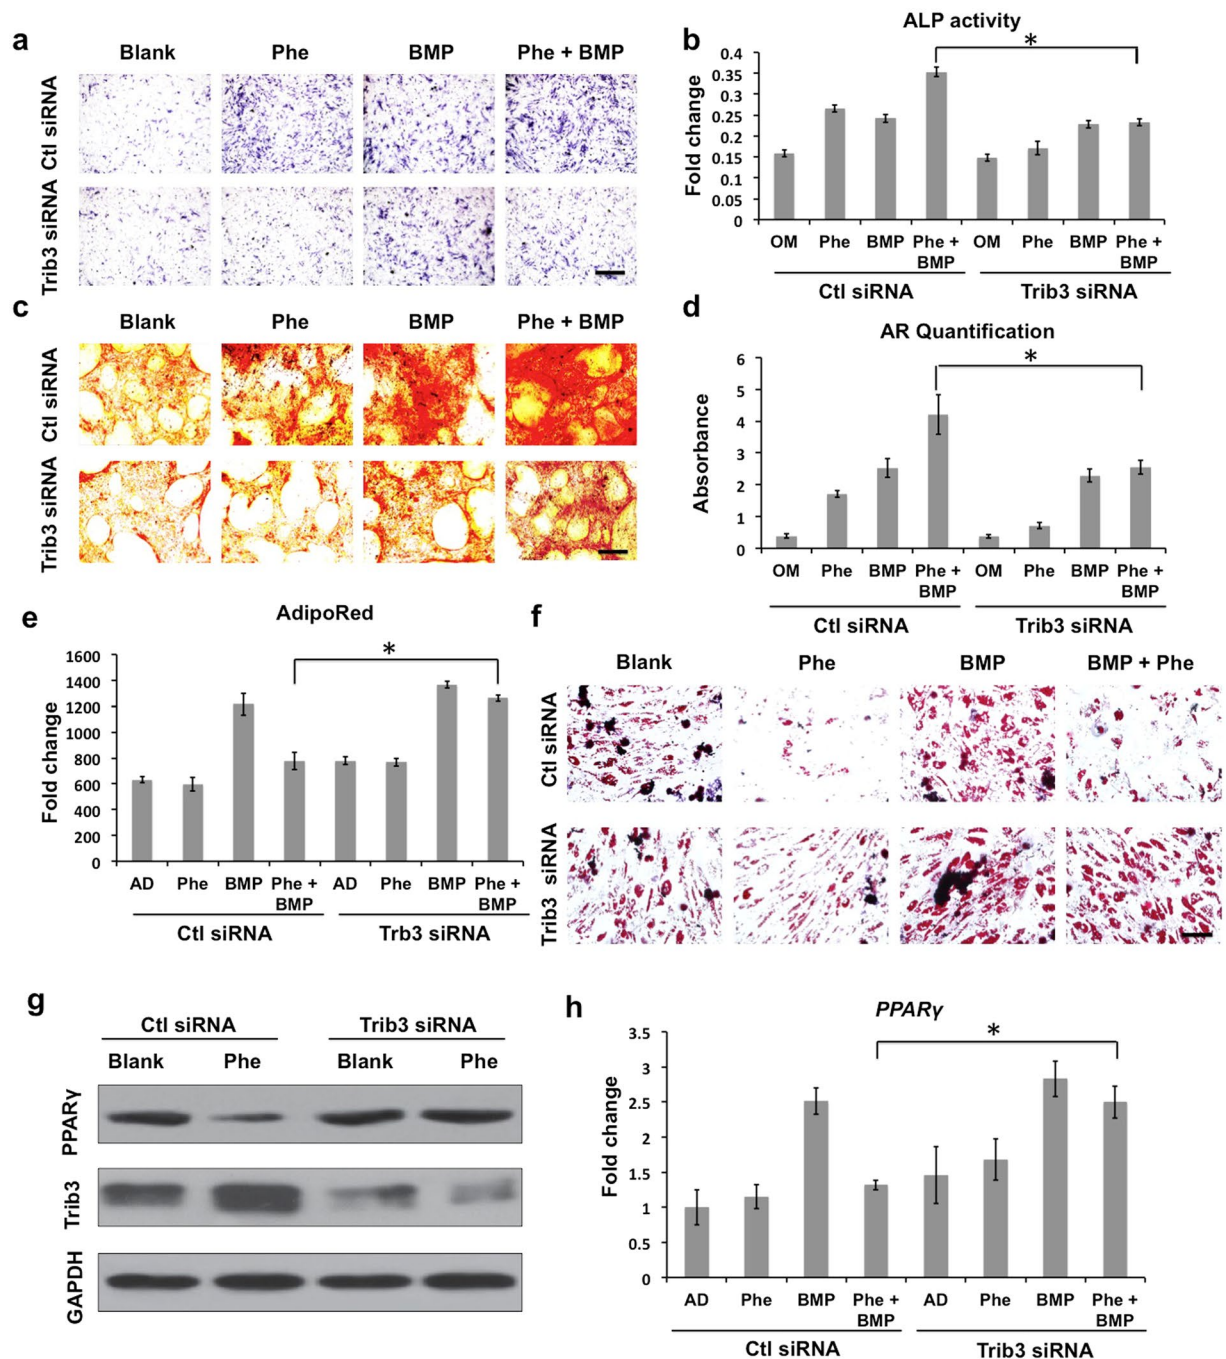 a
Blank Phe BMP Phe + BMP
Ctl siRNA
Trib3 siRNA
b
ALP activity
*
Fold change
0.4
0.35
0.3
0.25
0.2
0.15
0.1
0.05
0
OM Phe BMP Phe + OM Phe BMP Phe +
BMP BMP
Ctl siRNA Trib3 siRNA
c
Blank Phe BMP Phe + BMP
Ctl siRNA
Trib3 siRNA
d
AR Quantification
*
Absorbance
6
5
4
3
2
1
0
OM Phe BMP Phe + OM Phe BMP Phe +
BMP BMP
Ctl siRNA Trib3 siRNA
e
AdipoRed
*
Fold change
1600
1400
1200
1000
800
600
400
200
0
AD Phe BMP Phe + AD Phe BMP Phe +
BMP BMP
Ctl siRNA Trb3 siRNA
f
Blank Phe BMP BMP + Phe
Ctl siRNA
Trib3 siRNA
g
Ctl siRNA Trib3 siRNA
Blank Phe Blank Phe
PPARγ
Trib3
GAPDH
h
PPARγ
*
Fold change
3.5
3
2.5
2
1.5
1
0.5
0
AD Phe BMP Phe + AD Phe BMP Phe +
BMP BMP
Ctl siRNA Trib3 siRNA